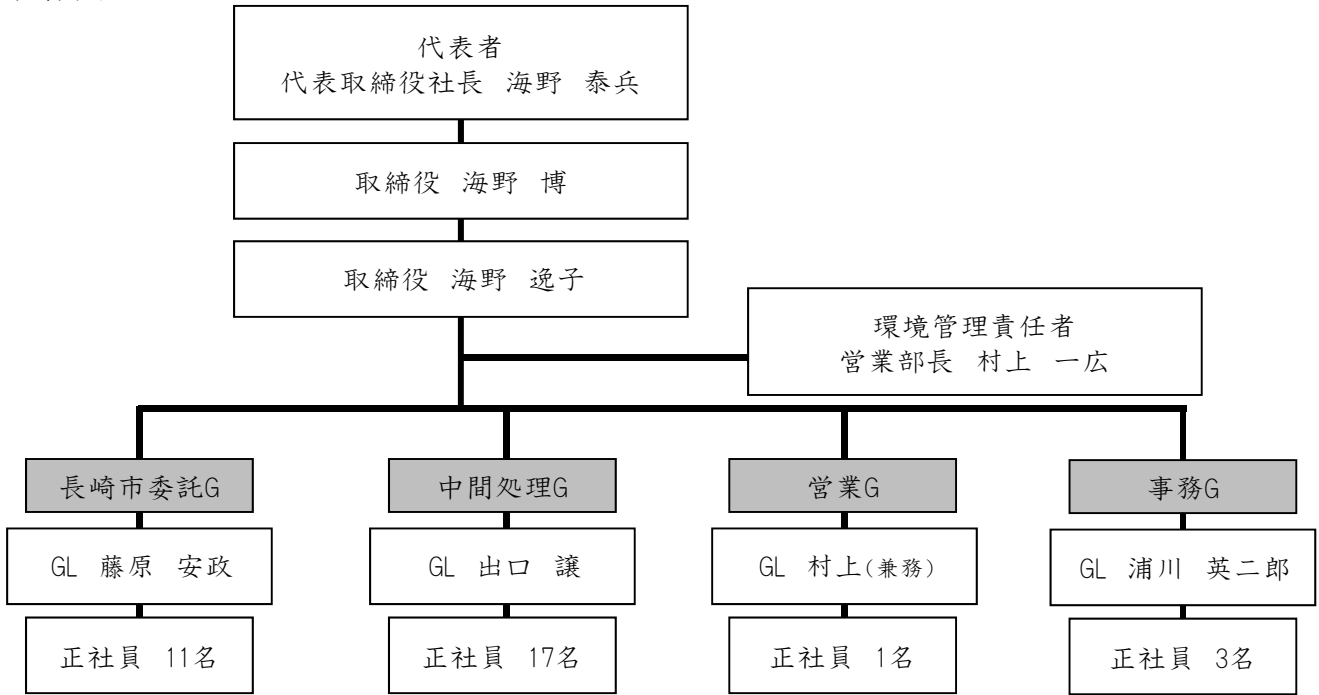 代表者
代表取締役社長 海野 泰兵
取締役 海野 博
取締役 海野 逸子
環境管理責任者
営業部長 村上 一広
長崎市委託G
中間処理G
営業G
事務G
GL 藤原 安政
GL 出口 譲
GL 村上(兼務)
GL 浦川 英二郎
正社員 11名
正社員 17名
正社員 1名
正社員 3名